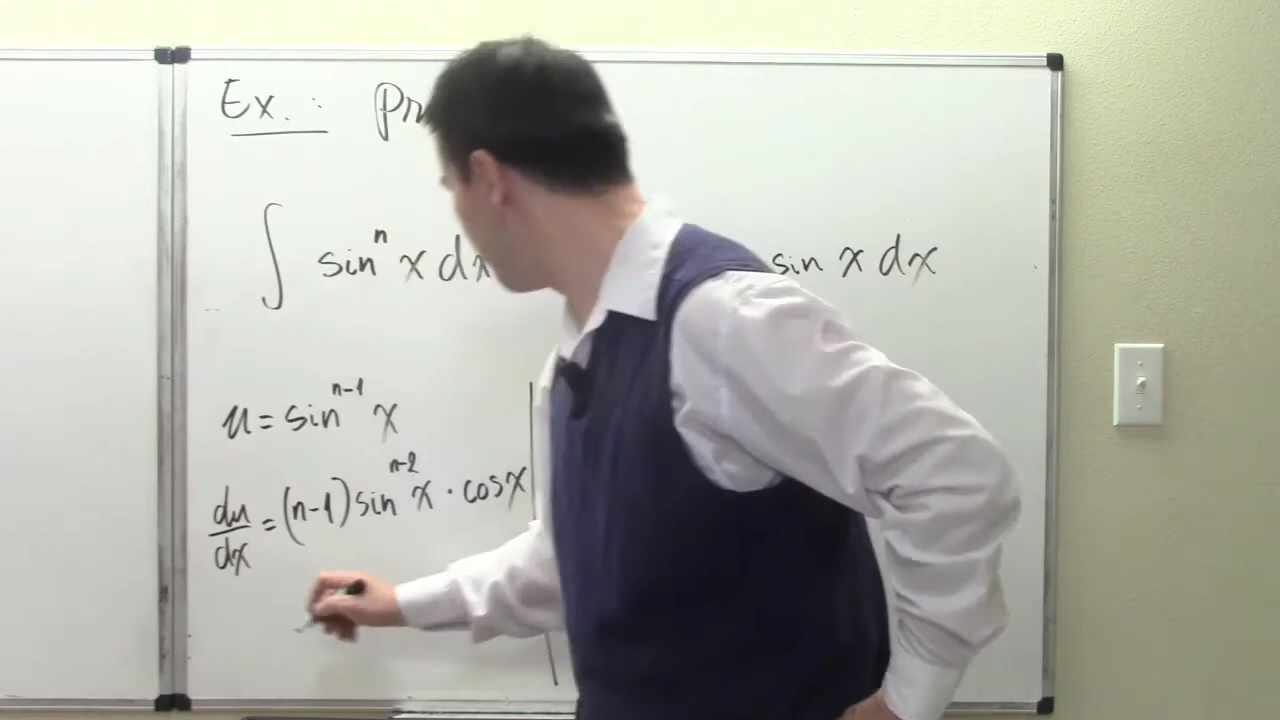 Ex. :
∫ sinⁿ x dx sin x dx
u = sinⁿ⁻¹ x
du/dx = (n-1) sinⁿ⁻² x · cos x